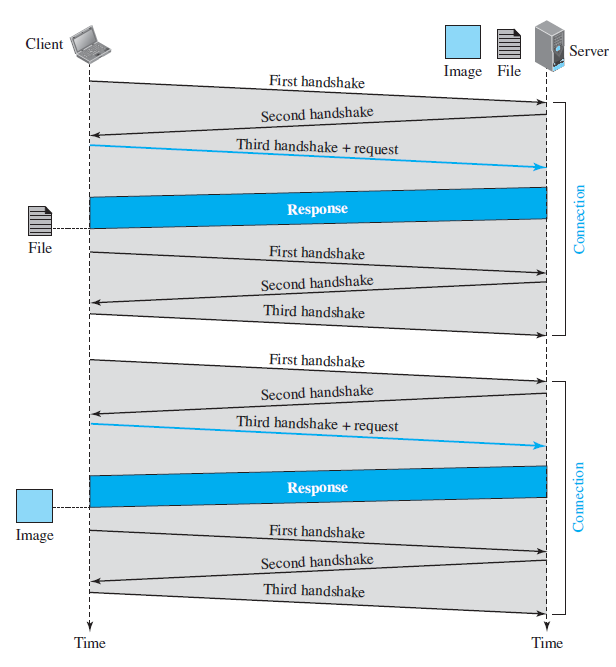 Client
Server
Image File
First handshake
Second handshake
Third handshake + request
Response
Connection
File
First handshake
Second handshake
Third handshake
First handshake
Second handshake
Third handshake + request
Response
Connection
Image
First handshake
Second handshake
Third handshake
Time
Time